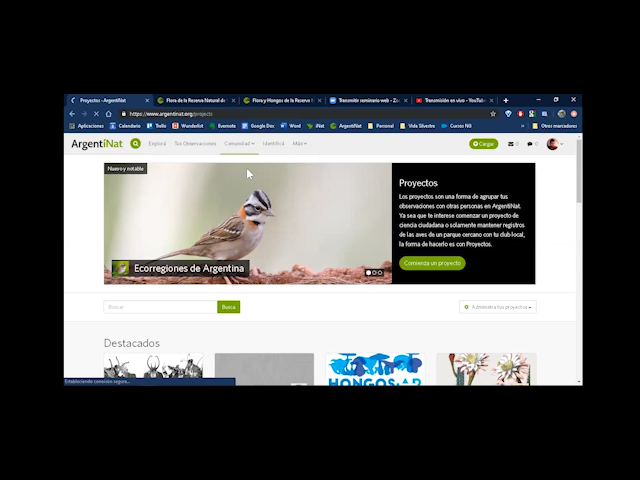 Proyectos - ArgentiNat
Flora de la Reserva Natural de
Flora y Hongos de la Reserva N
Transmitir seminario web - Zo
Transmisión en vivo - YouTub
https://www.argentinat.org/projects
Aplicaciones
Calendario
Trello
Wunderlist
Evernote
Google Doc
Word
iNat
ArgentiNat
Personal
Vida Silvestre
Cursos NG
Otros marcadores
ArgentiNat
Explorá
Tus Observaciones
Comunidad
Identificá
Más
Cargar
Nuevo y notable
Ecorregiones de Argentina
Proyectos
Los proyectos son una forma de agrupar tus
observaciones con otras personas en ArgentiNat.
Ya sea que te interese comenzar un proyecto de
ciencia ciudadana o solamente mantener registros
de las aves de un parque cercano con tu club local,
la forma de hacerlo es con Proyectos.
Comienza un proyecto
Buscar
Busca
Administra tus proyectos
Destacados
HONGOS
Estableciendo conexión segura...